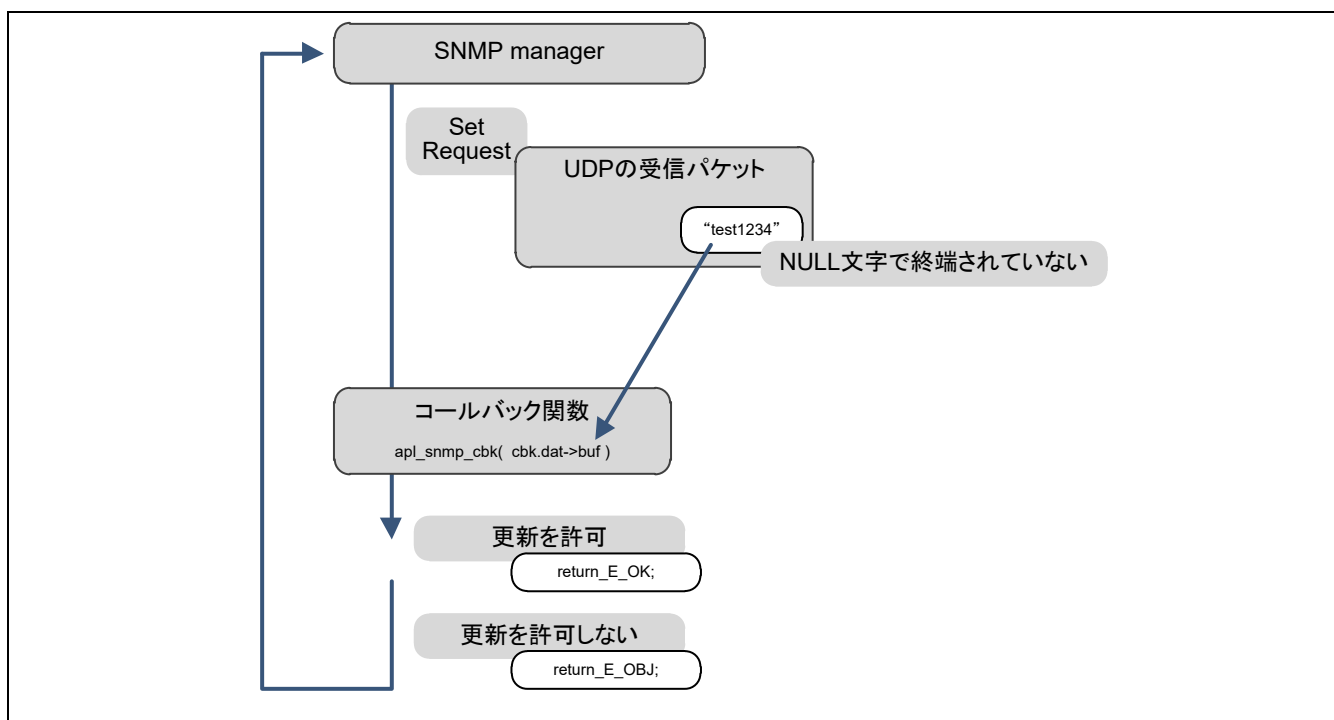 SNMP manager
Set
Request
UDPの受信パケット
“test1234”
NULL文字で終端されていない
コールバック関数
apl_snmp_cbk( cbk.dat->buf )
更新を許可
return_E_OK;
更新を許可しない
return_E_OBJ;